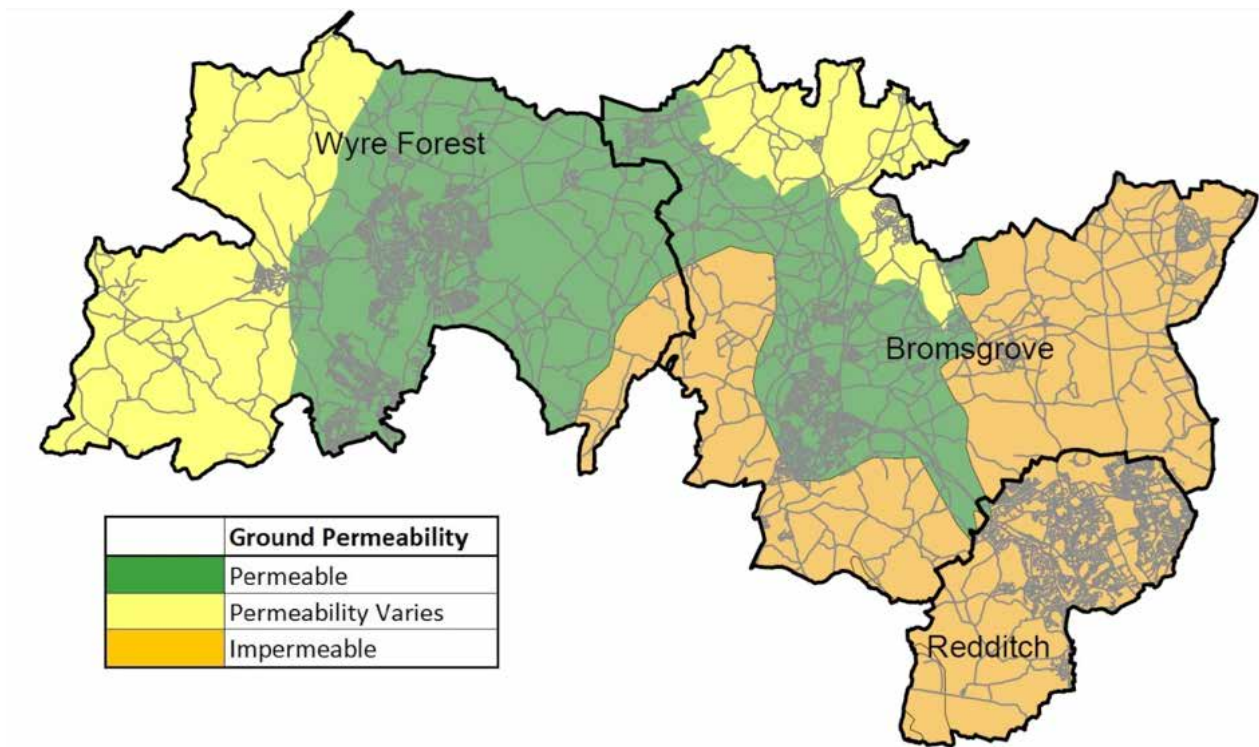 Wyre Forest
Bromsgrove
Redditch
Ground Permeability
Permeable
Permeability Varies
Impermeable